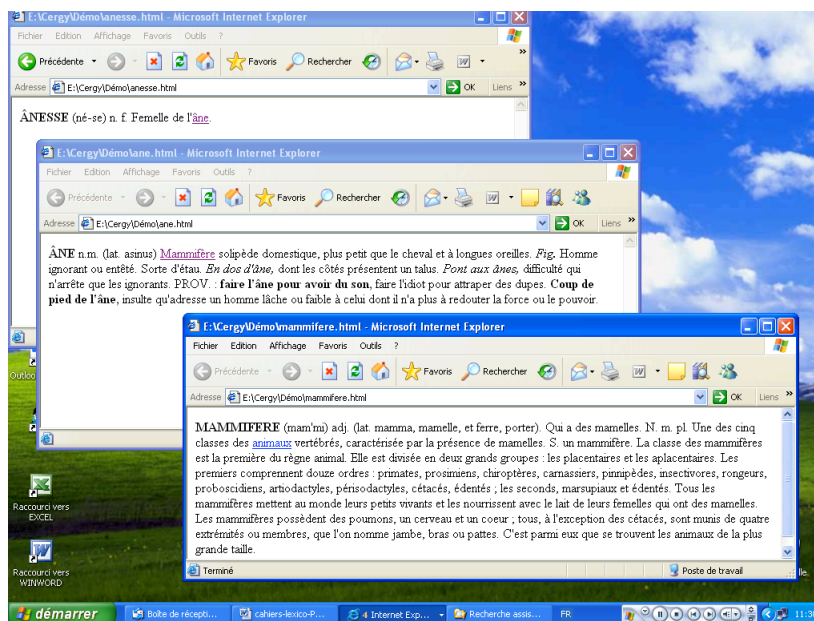 E:\Cergy\Démo\anesse.html - Microsoft Internet Explorer
Fichier Edition Affichage Favoris Outils ?
Précédente Favoris Rechercher »
Adresse E:\Cergy\Démo\anesse.html OK Liens »
ÂNESSE (né-se) n. f. Femelle de l'âne.
E:\Cergy\Démo\ane.html - Microsoft Internet Explorer
Fichier Edition Affichage Favoris Outils ?
Précédente Favoris Rechercher
Adresse E:\Cergy\Démo\ane.html OK Liens »
ÂNE n.m. (lat. asinus) Mammifère solipède domestique, plus petit que le cheval et à longues oreilles. Fig. Homme
ignorant ou entêté. Sorte d'étau. En dos d'âne, dont les côtés présentent un talus. Pont aux ânes, difficulté qui
n'arrête que les ignorants. PROV. : faire l'âne pour avoir du son, faire l'idiot pour attraper des dupes. Coup de
pied de l'âne, insulte qu'adresse un homme lâche ou faible à celui dont il n'a plus à redouter la force ou le pouvoir.
E:\Cergy\Démo\mammifere.html - Microsoft Internet Explorer
Fichier Edition Affichage Favoris Outils ?
Précédente Favoris Rechercher
Adresse E:\Cergy\Démo\mammifere.html OK Liens »
MAMMIFERE (mam'mi) adj. (lat. mamma, mamelle, et ferre, porter). Qui a des mamelles. N. m. pl. Une des cinq
classes des animaux vertébrés, caractérisée par la présence de mamelles. S. un mammifère. La classe des mammifères
est la première du règne animal. Elle est divisée en deux grands groupes : les placentaires et les aplacentaires. Les
premiers comprennent douze ordres : primates, prosimiens, chiroptères, carnassiers, pinnipèdes, insectivores, rongeurs,
proboscidiens, artiodactyles, périsodactyles, cétacés, édentés ; les seconds, marsupiaux et édentés. Tous les
mammifères mettent au monde leurs petits vivants et les nourrissent avec le lait de leurs femelles qui ont des mamelles.
Les mammifères possèdent des poumons, un cerveau et un coeur ; tous, à l'exception des cétacés, sont munis de quatre
extrémités ou membres, que l'on nomme jambe, bras ou pattes. C'est parmi eux que se trouvent les animaux de la plus
grande taille.
Terminé Poste de travail
Outloo
Raccourci vers
EXCEL
Raccourci vers
WINWORD
démarrer Boîte de récepti... cahiers-lexico-P... 4 Internet Exp... Recherche assis... FR 11:3